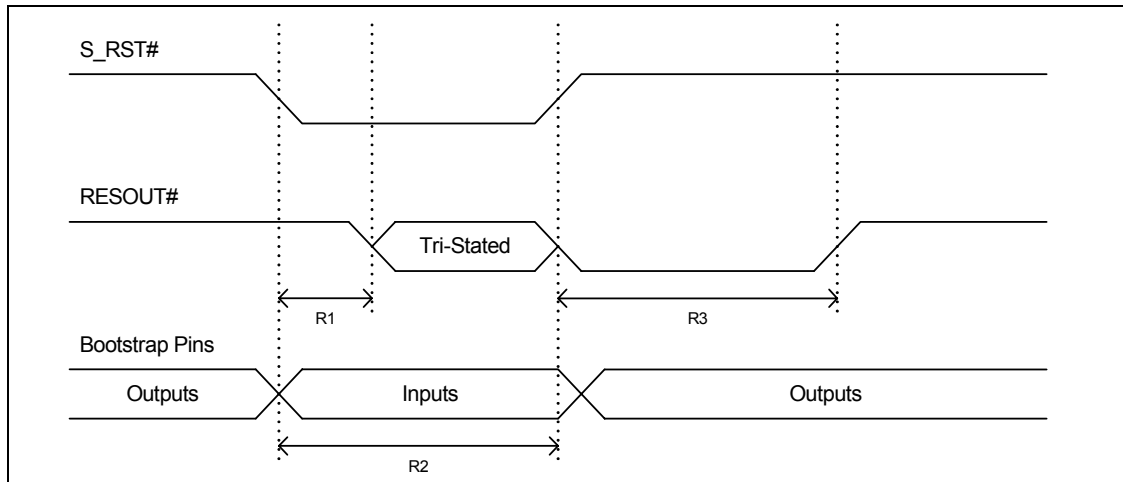 S_RST#
RESOUT#
Tri-Stated
R1
R3
Bootstrap Pins
Outputs
Inputs
Outputs
R2